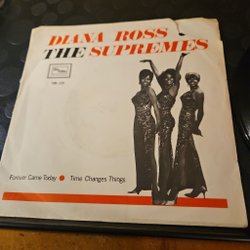 DIANA ROSS
THE SUPREMES
Forever Came Today ● Time Changes Things